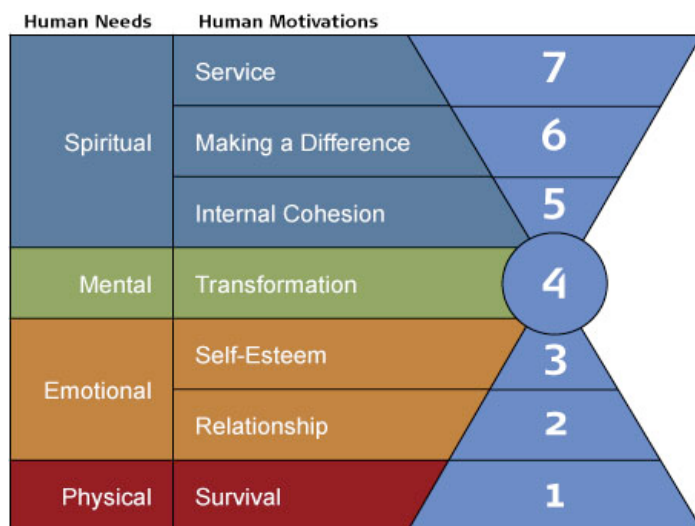 Human Needs Human Motivations
Service 7
Spiritual Making a Difference 6
Internal Cohesion 5
Mental Transformation 4
Self-Esteem 3
Emotional
Relationship 2
Physical Survival 1